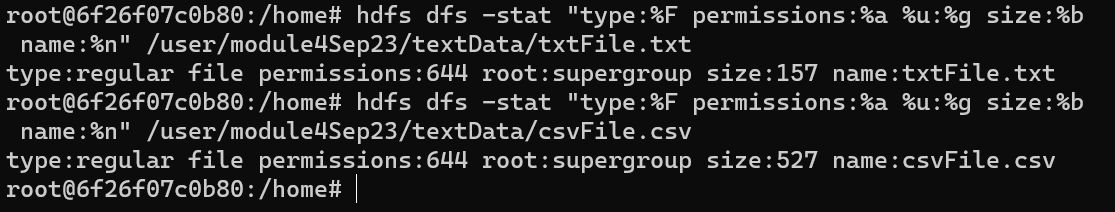 root@6f26f07c0b80:/home# hdfs dfs -stat "type:%F permissions:%a %u:%g size:%b
 name:%n" /user/module4Sep23/textData/txtFile.txt
type:regular file permissions:644 root:supergroup size:157 name:txtFile.txt
root@6f26f07c0b80:/home# hdfs dfs -stat "type:%F permissions:%a %u:%g size:%b
 name:%n" /user/module4Sep23/textData/csvFile.csv
type:regular file permissions:644 root:supergroup size:527 name:csvFile.csv
root@6f26f07c0b80:/home#